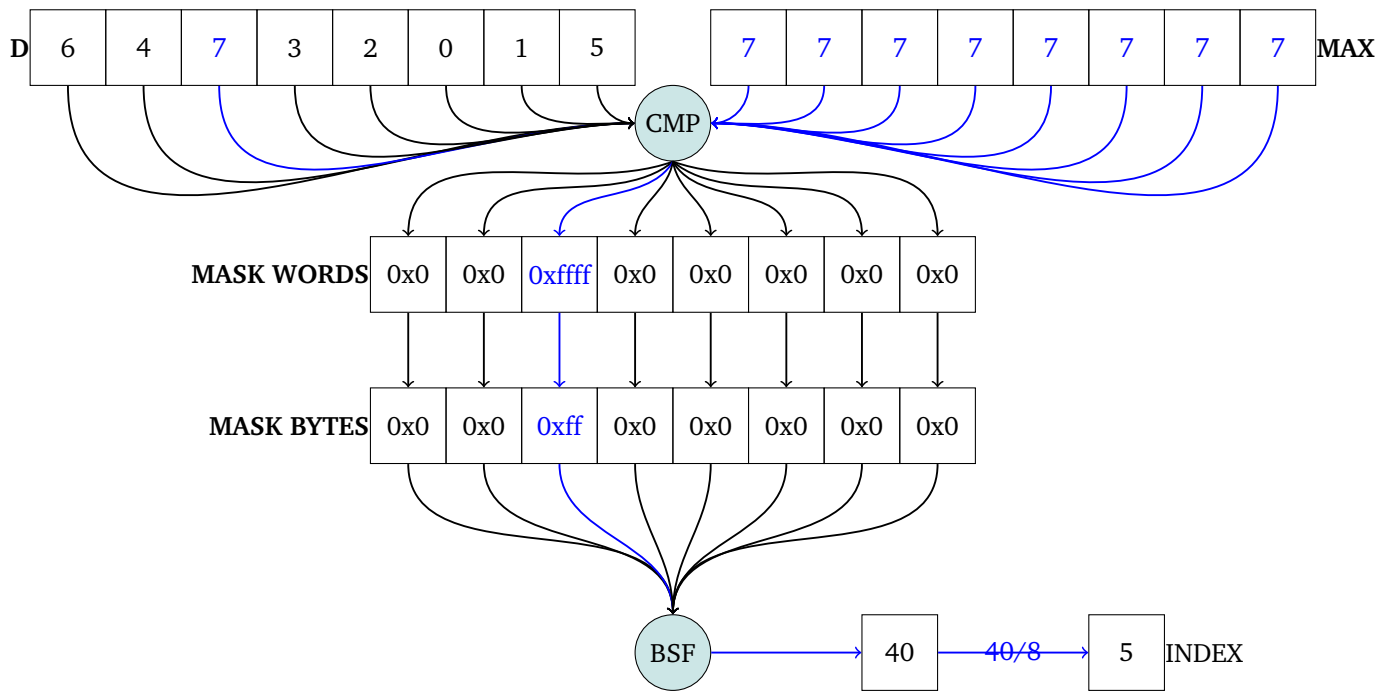 D 6 4 7 3 2 0 1 5 7 7 7 7 7 7 7 7 MAX
CMP
MASK WORDS 0x0 0x0 0xffff 0x0 0x0 0x0 0x0 0x0
MASK BYTES 0x0 0x0 0xff 0x0 0x0 0x0 0x0 0x0
BSF 40 40/8 5 INDEX